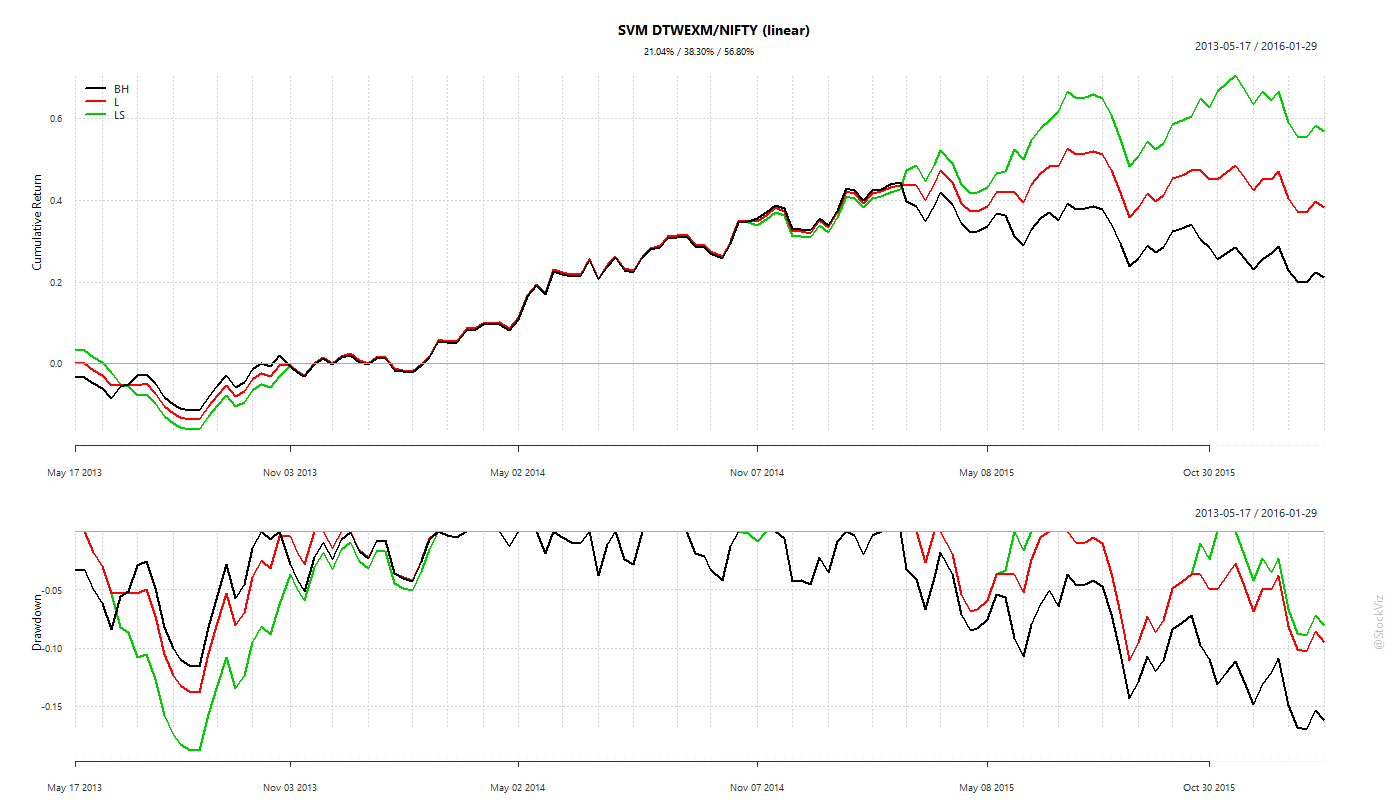 SVM DTWEXM/NIFTY (linear)
21.04% / 38.30% / 56.80%
2013-05-17 / 2016-01-29
BH
L
LS
Cumulative Return
0.6
0.4
0.2
0.0
May 17 2013
Nov 03 2013
May 02 2014
Nov 07 2014
May 08 2015
Oct 30 2015
2013-05-17 / 2016-01-29
Drawdown
-0.05
-0.10
-0.15
May 17 2013
Nov 03 2013
May 02 2014
Nov 07 2014
May 08 2015
Oct 30 2015
@StockViz